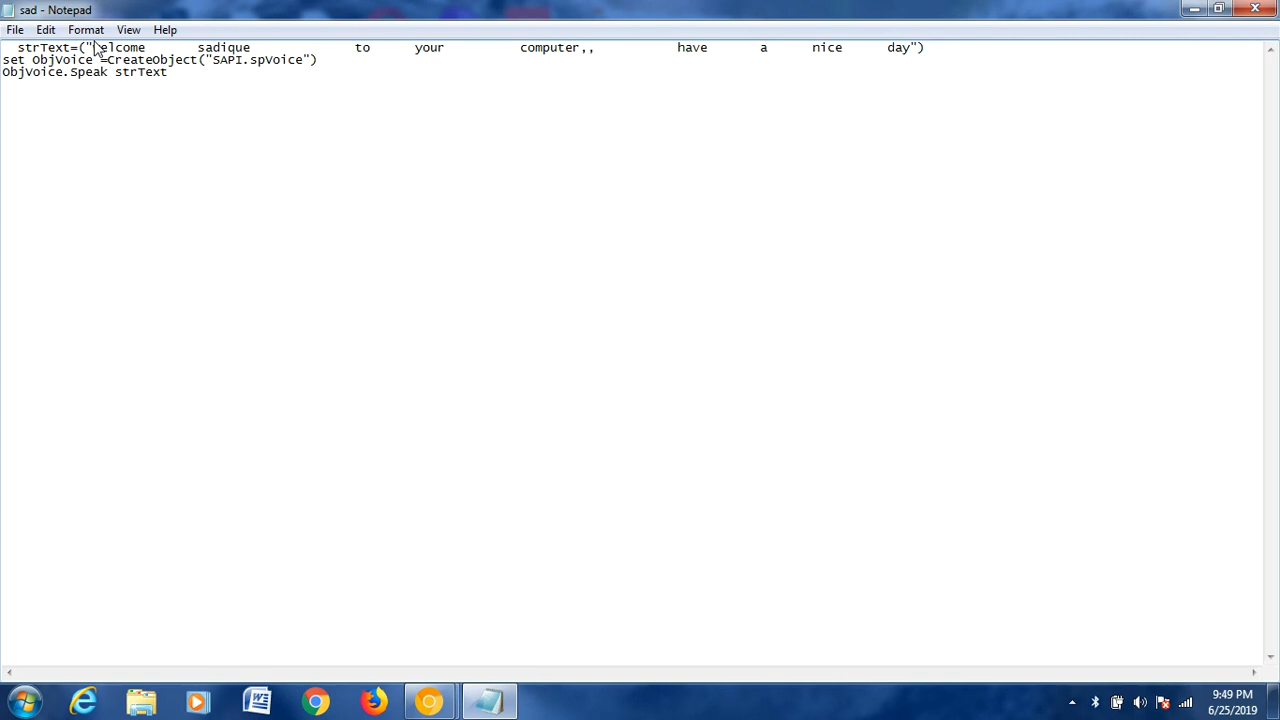 sad - Notepad
File Edit Format View Help
strText=("welcome sadique to your computer,, have a nice day")
set ObjVoice =CreateObject("SAPI.spVoice")
ObjVoice.Speak strText
9:49 PM
6/25/2019